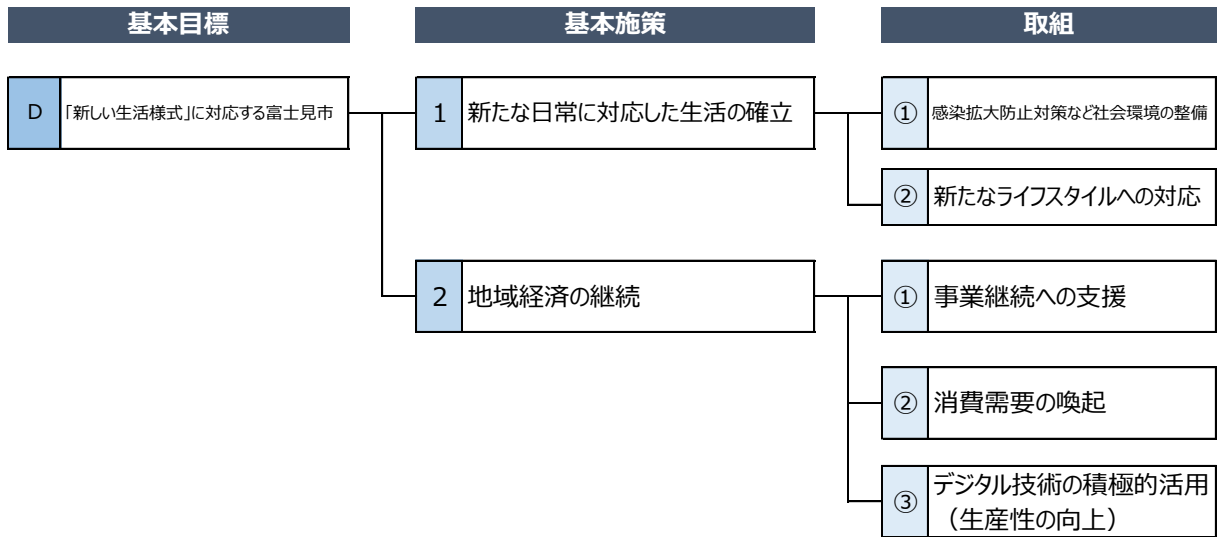 基本目標 基本施策 取組
D 「新しい生活様式」に対応する富士見市 1 新たな日常に対応した生活の確立 ① 感染拡大防止対策など社会環境の整備
② 新たなライフスタイルへの対応
2 地域経済の継続 ① 事業継続への支援
② 消費需要の喚起
③ デジタル技術の積極的活用
（生産性の向上）